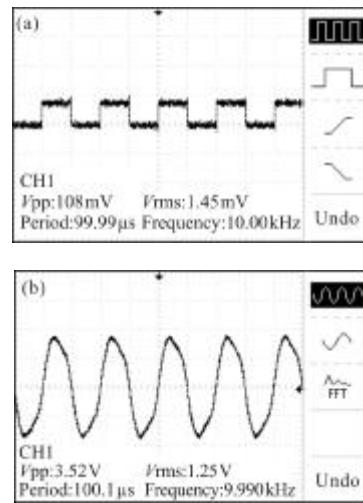 (a)
CH1
Vpp:108mV Vrms:1.45mV
Period:99.99μs Frequency:10.00kHz
Undo
(b)
FFT
CH1
Vpp:3.52V Vrms:1.25V
Period:100.1μs Frequency:9.990kHz
Undo